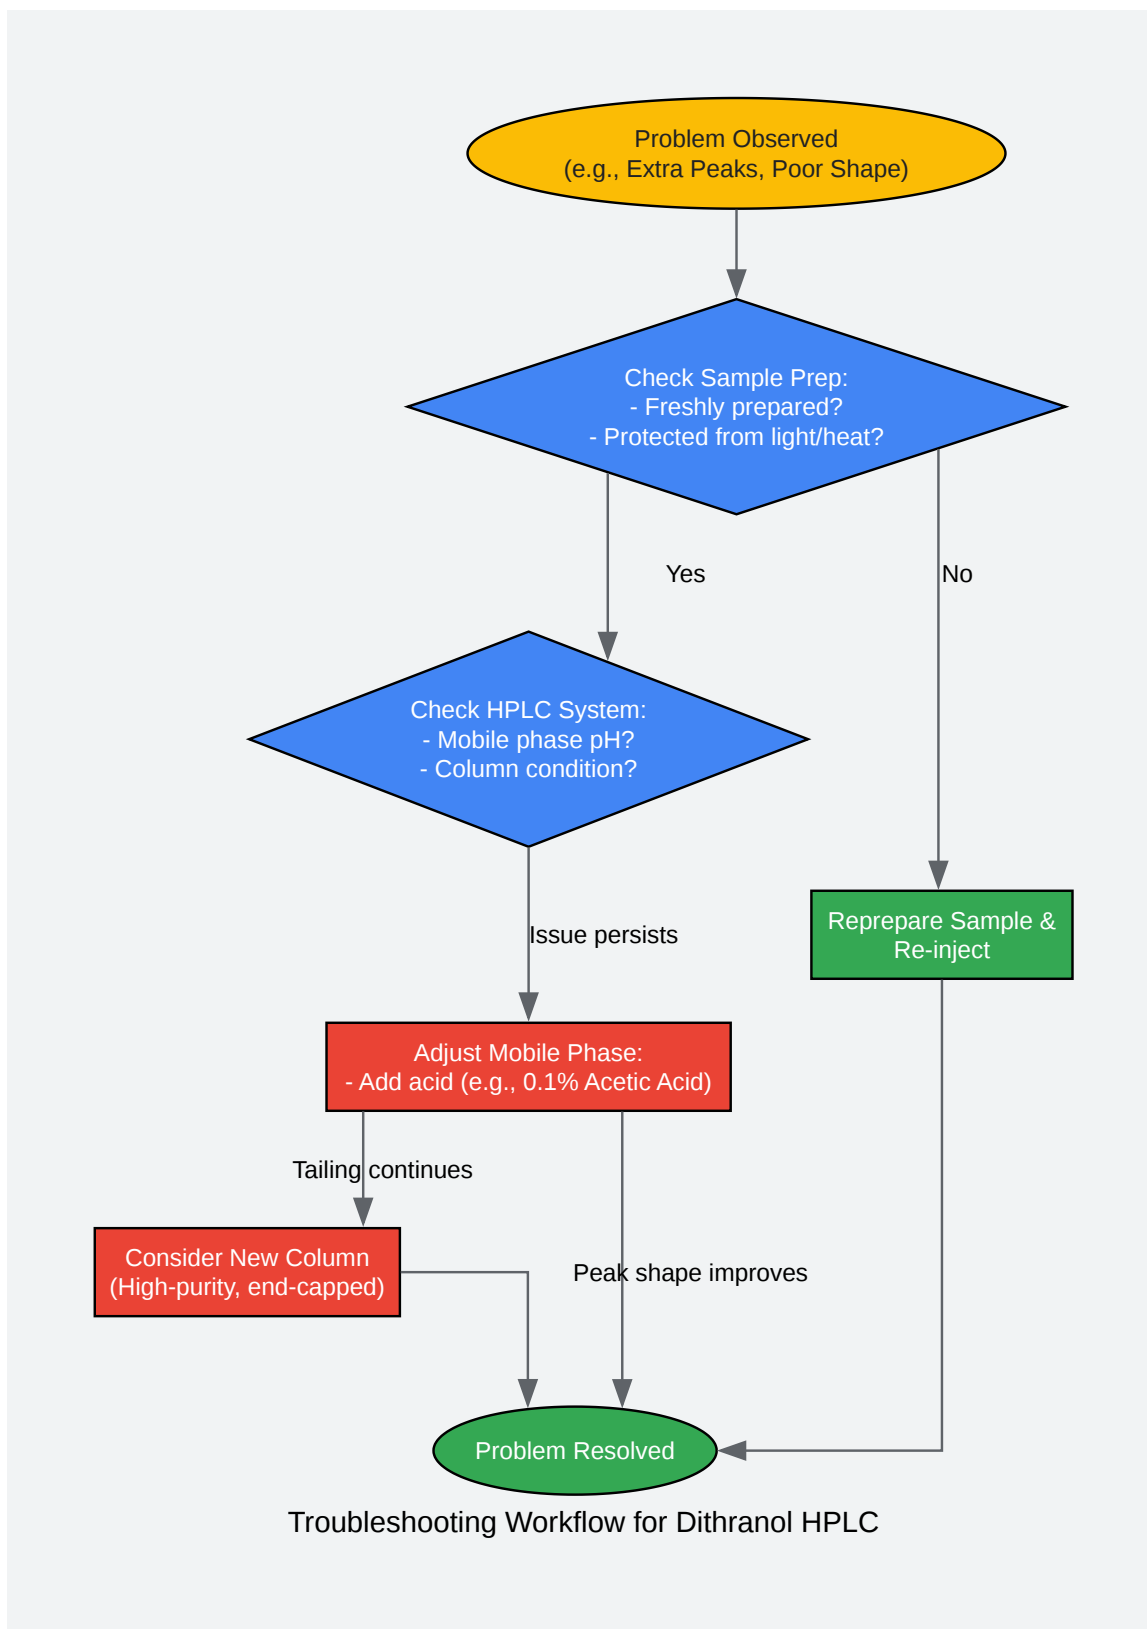 Problem Observed
(e.g., Extra Peaks, Poor Shape)
Check Sample Prep:
- Freshly prepared?
- Protected from light/heat?
Yes
No
Check HPLC System:
- Mobile phase pH?
- Column condition?
Issue persists
Reprepare Sample &
Re-inject
Adjust Mobile Phase:
- Add acid (e.g., 0.1% Acetic Acid)
Tailing continues
Consider New Column
(High-purity, end-capped)
Peak shape improves
Problem Resolved
Troubleshooting Workflow for Dithranol HPLC